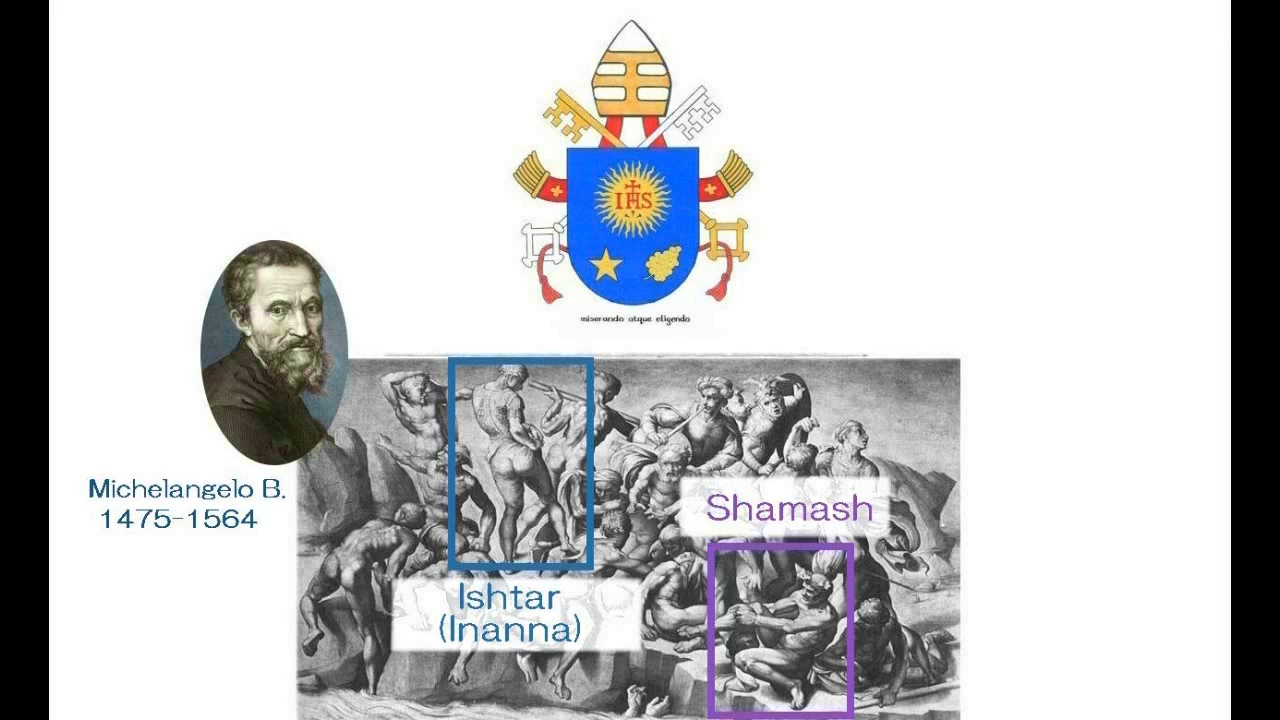 IHS
miserando atque eligendo
Michelangelo B.
1475-1564
Shamash
Ishtar
(Inanna)